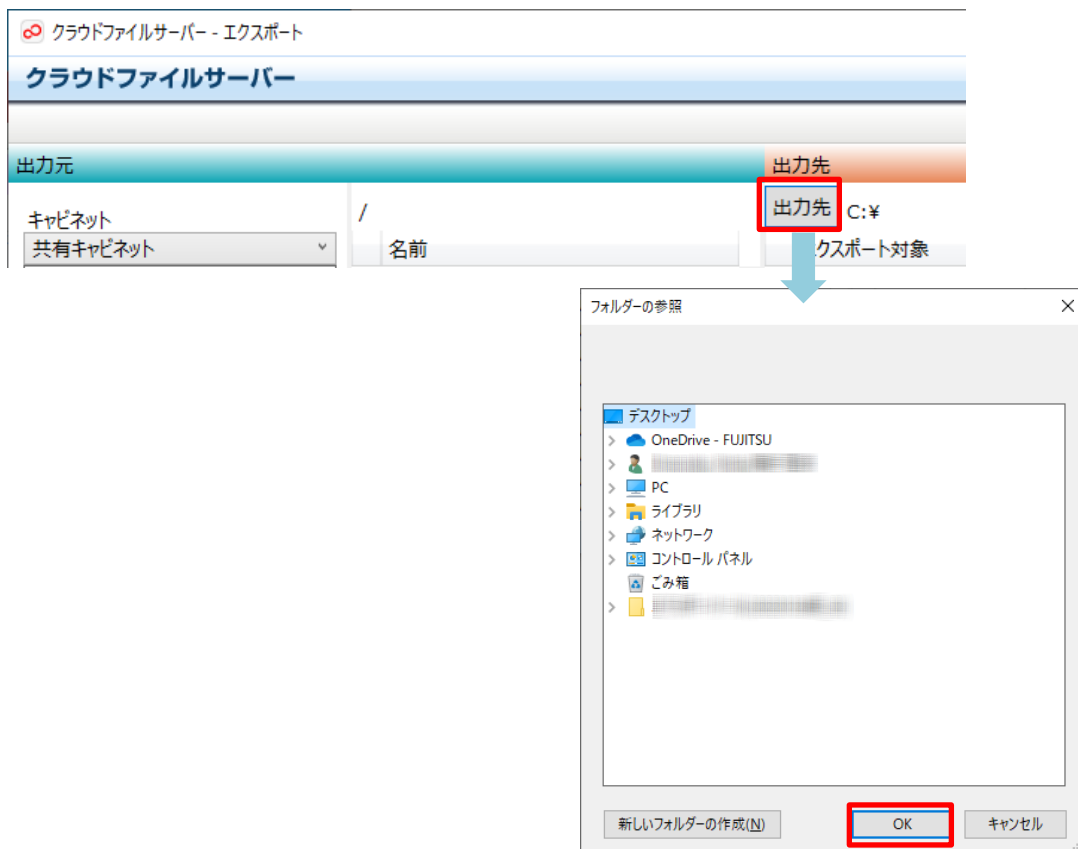 クラウドファイルサーバー - エクスポート
クラウドファイルサーバー
出力元
出力先
キャビネット
/
出力先
C:¥
共有キャビネット
名前
クスポート対象
フォルダーの参照
デスクトップ
OneDrive - FUJITSU
PC
ライブラリ
ネットワーク
コントロール パネル
ごみ箱
新しいフォルダーの作成(N)
OK
キャンセル